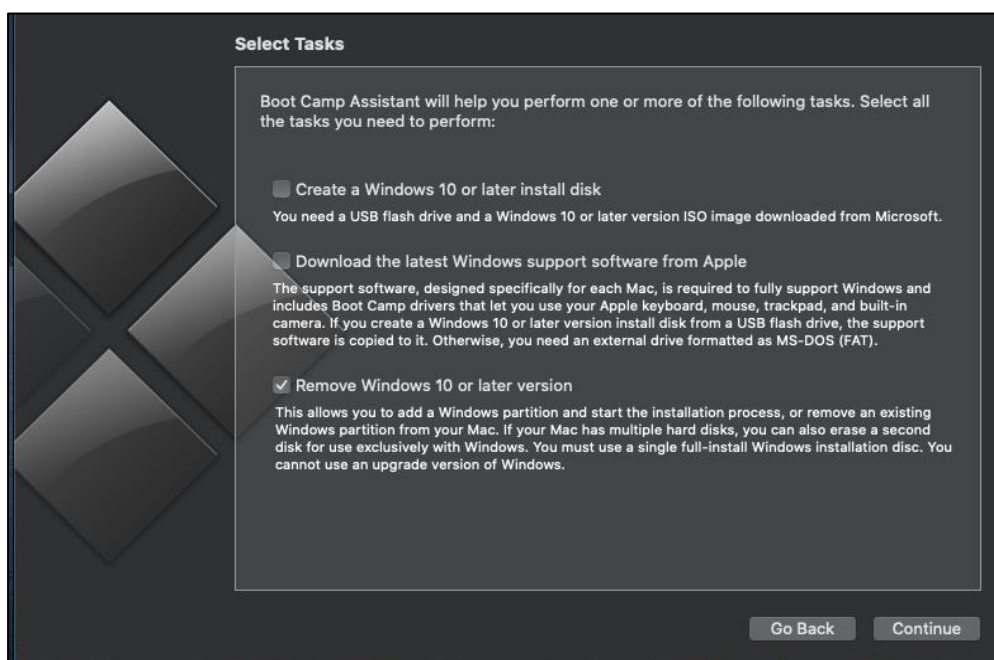 Select Tasks
Boot Camp Assistant will help you perform one or more of the following tasks. Select all
the tasks you need to perform:
Create a Windows 10 or later install disk
You need a USB flash drive and a Windows 10 or later version ISO image downloaded from Microsoft.
Download the latest Windows support software from Apple
The support software, designed specifically for each Mac, is required to fully support Windows and
includes Boot Camp drivers that let you use your Apple keyboard, mouse, trackpad, and built-in
camera. If you create a Windows 10 or later version install disk from a USB flash drive, the support
software is copied to it. Otherwise, you need an external drive formatted as MS-DOS (FAT).
Remove Windows 10 or later version
This allows you to add a Windows partition and start the installation process, or remove an existing
Windows partition from your Mac. If your Mac has multiple hard disks, you can also erase a second
disk for use exclusively with Windows. You must use a single full-install Windows installation disc. You
cannot use an upgrade version of Windows.
Go Back
Continue